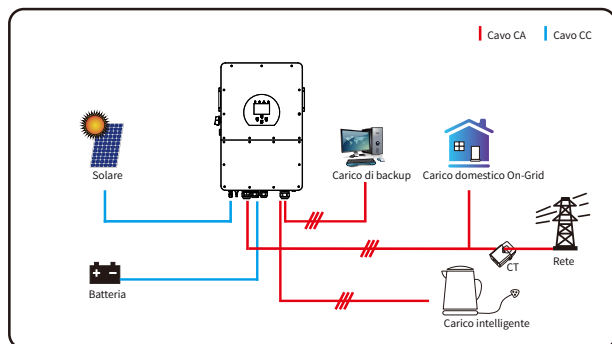 Cavo CA Cavo CC
Solare
Carico di backup
Carico domestico On-Grid
CT
Rete
Batteria
Carico intelligente